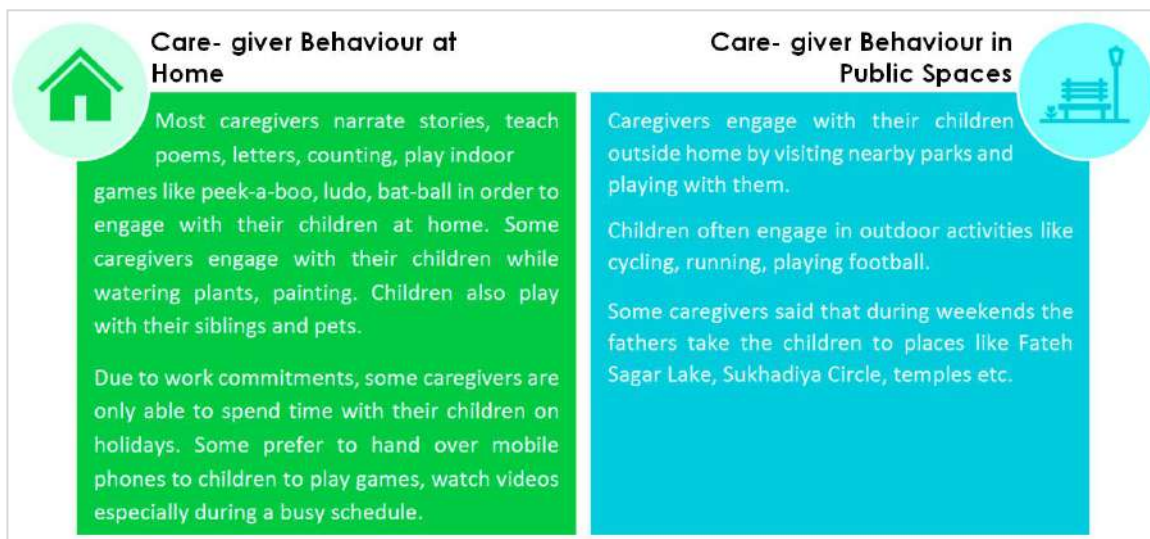 Care- giver Behaviour at
Home
Most caregivers narrate stories, teach
poems, letters, counting, play indoor
games like peek-a-boo, ludo, bat-ball in order to
engage with their children at home. Some
caregivers engage with their children while
watering plants, painting. Children also play
with their siblings and pets.
Due to work commitments, some caregivers are
only able to spend time with their children on
holidays. Some prefer to hand over mobile
phones to children to play games, watch videos
especially during a busy schedule.
Care- giver Behaviour in
Public Spaces
Caregivers engage with their children
outside home by visiting nearby parks and
playing with them.
Children often engage in outdoor activities like
cycling, running, playing football.
Some caregivers said that during weekends the
fathers take the children to places like Fateh
Sagar Lake, Sukhadiya Circle, temples etc.